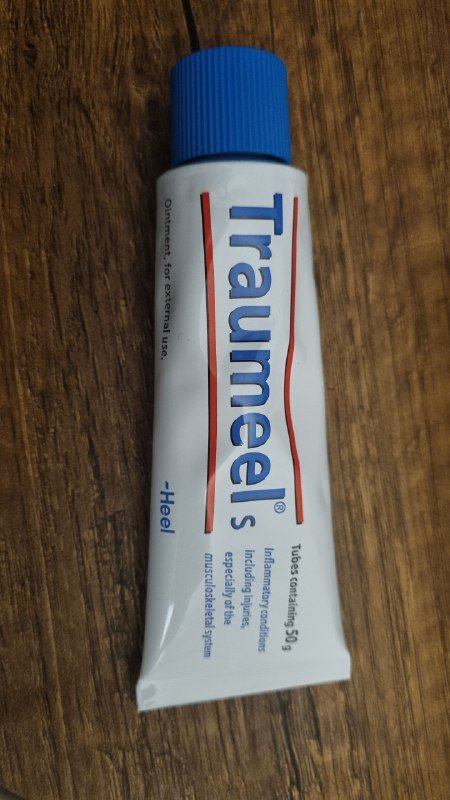 Traumeel® S
Ointment, for external use.
-Heel
Tubes containing 50 g
Inflammatory conditions
including injuries,
especially of the
musculoskeletal system